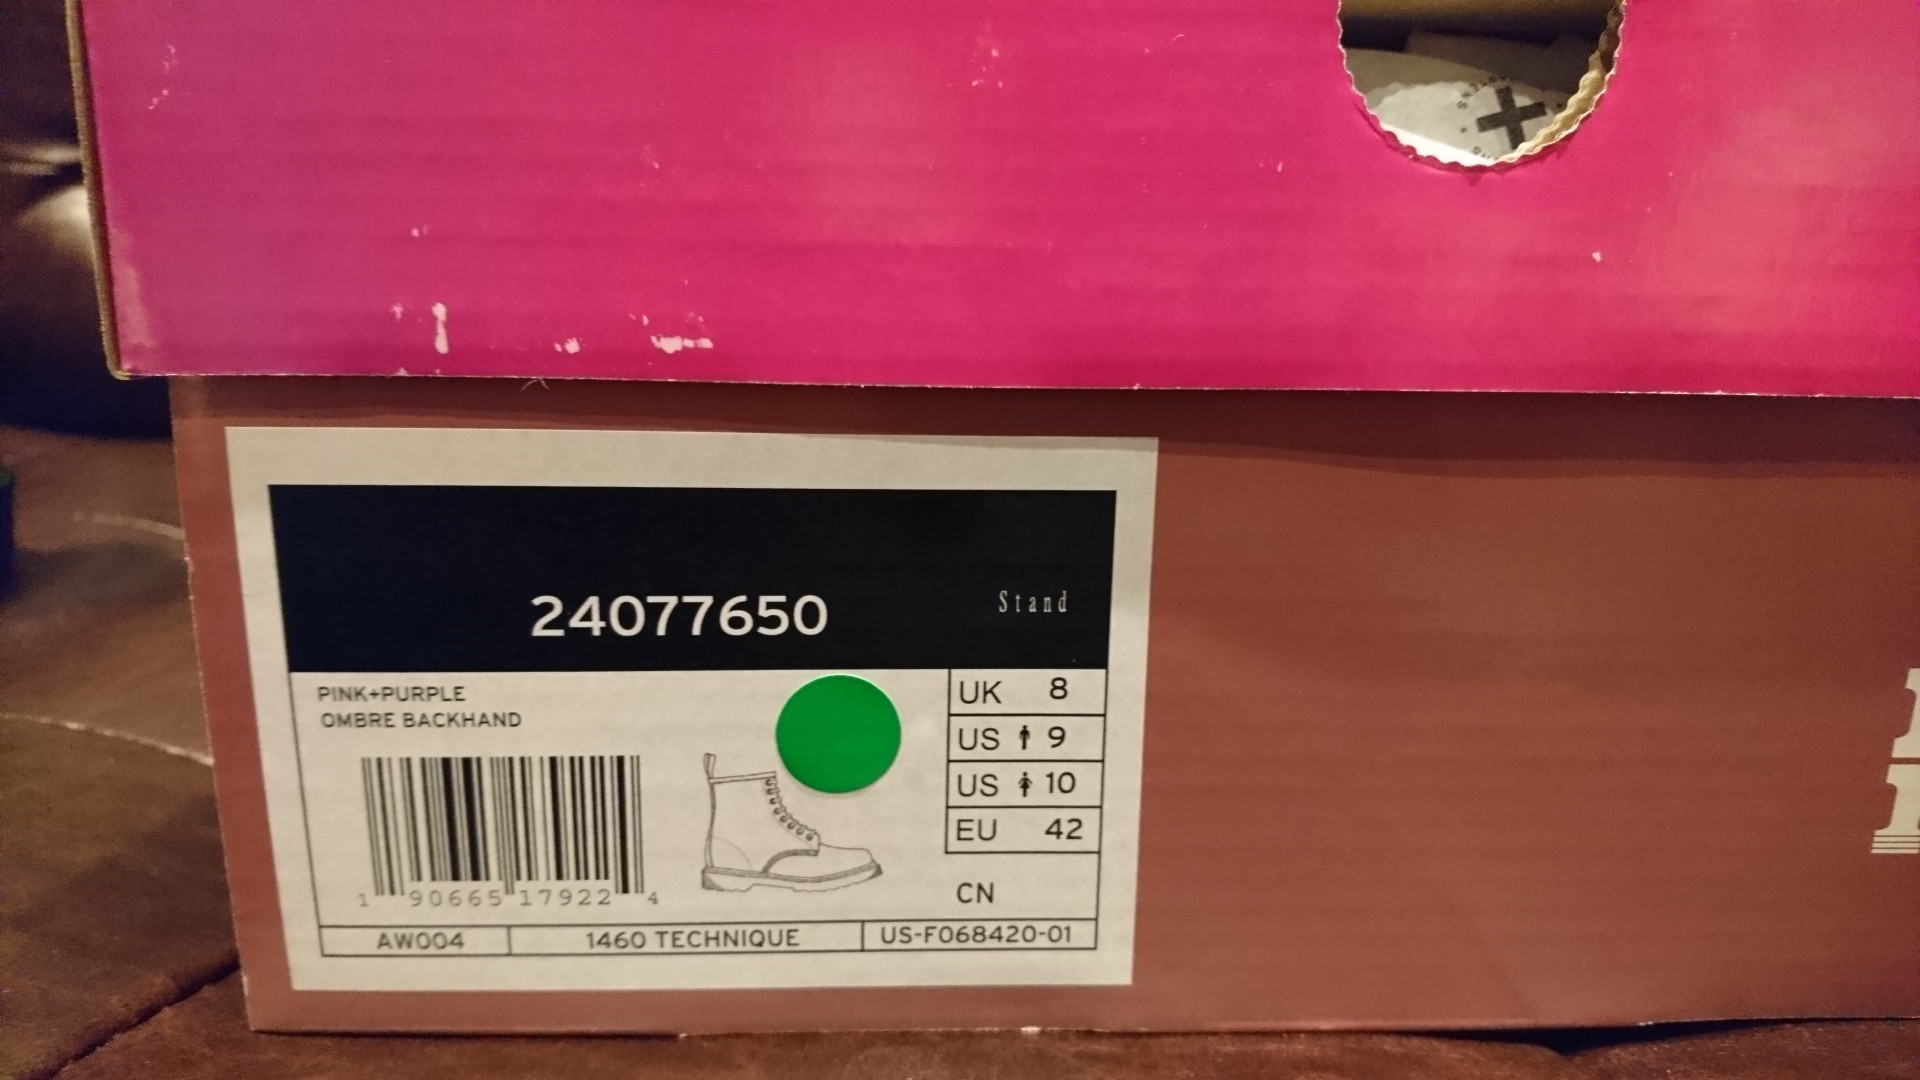 24077650
Stand
PINK+PURPLE
OMBRE BACKHAND
UK 8
US 9
US 10
EU 42
CN
1 90665 17922 4
AW004
1460 TECHNIQUE
US-F068420-01